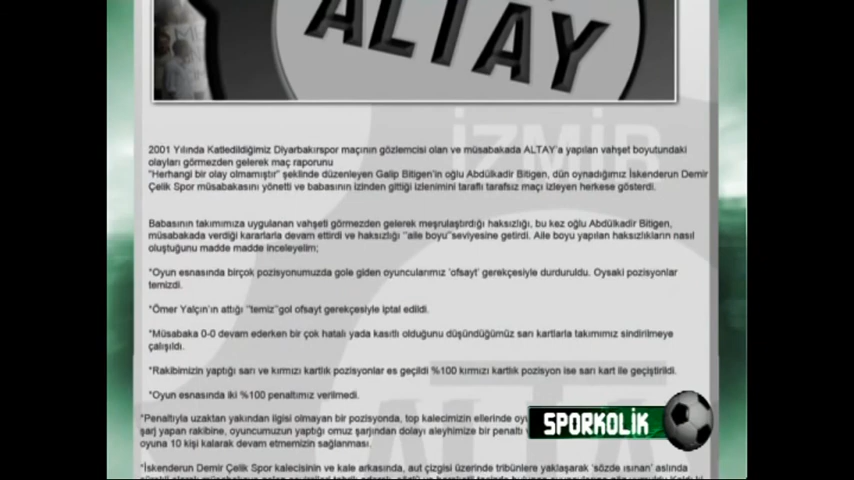 ALTAY
İZMİR
2001 Yılında Katledildiğimiz Diyarbakırspor maçının gözlemcisi olan ve müsabakada ALTAY'a yapılan vahşet boyutundaki
olayları görmezden gelerek maç raporunu
"Herhangi bir olay olmamıştır" şeklinde düzenleyen Galip Bitigen'in oğlu Abdülkadir Bitigen, dün oynadığımız İskenderun Demir
Çelik Spor müsabakasını yönetti ve babasının izinden gittiği izlenimini taraflı tarafsız maçı izleyen herkese gösterdi.
Babasının takımımıza uygulanan vahşeti görmezden gelerek meşrulaştırdığı haksızlığı, bu kez oğlu Abdülkadir Bitigen,
müsabakada verdiği kararlarla devam ettirdi ve haksızlığı "aile boyu"seviyesine getirdi. Aile boyu yapılan haksızlıkların nasıl
oluştuğunu madde madde inceleyelim;
*Oyun esnasında birçok pozisyonumuzda gole giden oyuncularımız 'ofsayt' gerekçesiyle durduruldu. Oysaki pozisyonlar
temizdi.
*Ömer Yalçın'ın attığı "temiz"gol ofsayt gerekçesiyle iptal edildi.
*Müsabaka 0-0 devam ederken bir çok hatalı yada kasıtlı olduğunu düşündüğümüz sarı kartlarla takımımız sindirilmeye
çalışıldı.
*Rakibimizin yaptığı sarı ve kırmızı kartlık pozisyonlar es geçildi %100 kırmızı kartlık pozisyon ise sarı kart ile geçiştirildi.
*Oyun esnasında iki %100 penaltımız verilmedi.
*Penaltıyla uzaktan yakından ilgisi olmayan bir pozisyonda, top kalecimizin ellerinde
şarj yapan rakibine, oyuncumuzun yaptığı omuz şarjından dolayı aleyhimize bir penaltı
oyuna 10 kişi kalarak devam etmemizin sağlanması.
*İskenderun Demir Çelik Spor kalecisinin ve kale arkasında, aut çizgisi üzerinde tribünlere yaklaşarak 'sözde ısınan' aslında
SPORKOLİK
ALTA